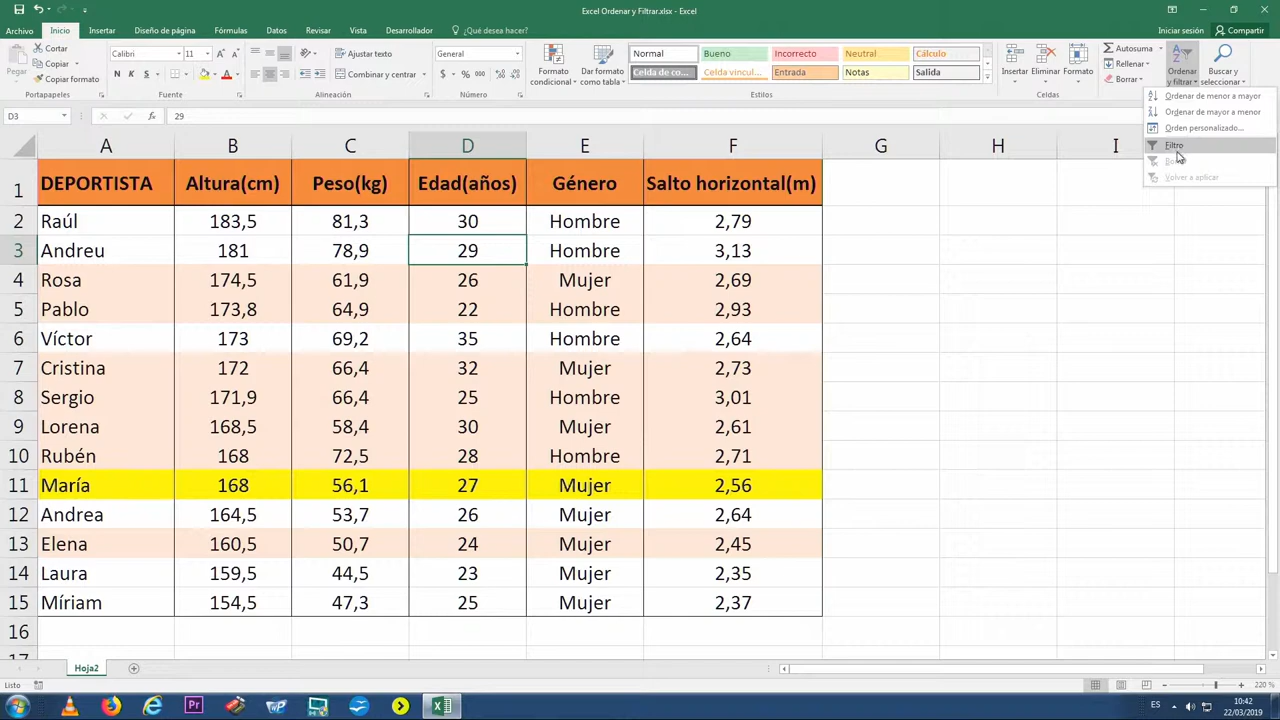 Excel Ordenar y Filtrar.xlsx - Excel
Archivo Inicio Insertar Diseño de página Fórmulas Datos Revisar Vista Desarrollador Iniciar sesión Compartir
Pegar Cortar Copiar Copiar formato Portapapeles
Calibri 11 N K S Fuente
Ajustar texto Combinar y centrar Alineación
General Número
Formato condicional Dar formato como tabla
Normal Bueno Incorrecto Neutral Cálculo
Celda de co... Celda vincul... Entrada Notas Salida
Estilos
Insertar Eliminar Formato Celdas
Autosuma Rellenar Borrar
Ordenar y filtrar Buscar y seleccionar
Ordenar de menor a mayor
Ordenar de mayor a menor
Orden personalizado...
Filtro
Volver a aplicar
D3 29
A B C D E F G H I
1 DEPORTISTA Altura(cm) Peso(kg) Edad(años) Género Salto horizontal(m)
2 Raúl 183,5 81,3 30 Hombre 2,79
3 Andreu 181 78,9 29 Hombre 3,13
4 Rosa 174,5 61,9 26 Mujer 2,69
5 Pablo 173,8 64,9 22 Hombre 2,93
6 Víctor 173 69,2 35 Hombre 2,64
7 Cristina 172 66,4 32 Mujer 2,73
8 Sergio 171,9 66,4 25 Hombre 3,01
9 Lorena 168,5 58,4 30 Mujer 2,61
10 Rubén 168 72,5 28 Hombre 2,71
11 María 168 56,1 27 Mujer 2,56
12 Andrea 164,5 53,7 26 Mujer 2,64
13 Elena 160,5 50,7 24 Mujer 2,45
14 Laura 159,5 44,5 23 Mujer 2,35
15 Míriam 154,5 47,3 25 Mujer 2,37
16
17
Hoja2
Listo 220 %
Pr ES 10:42
22/03/2019